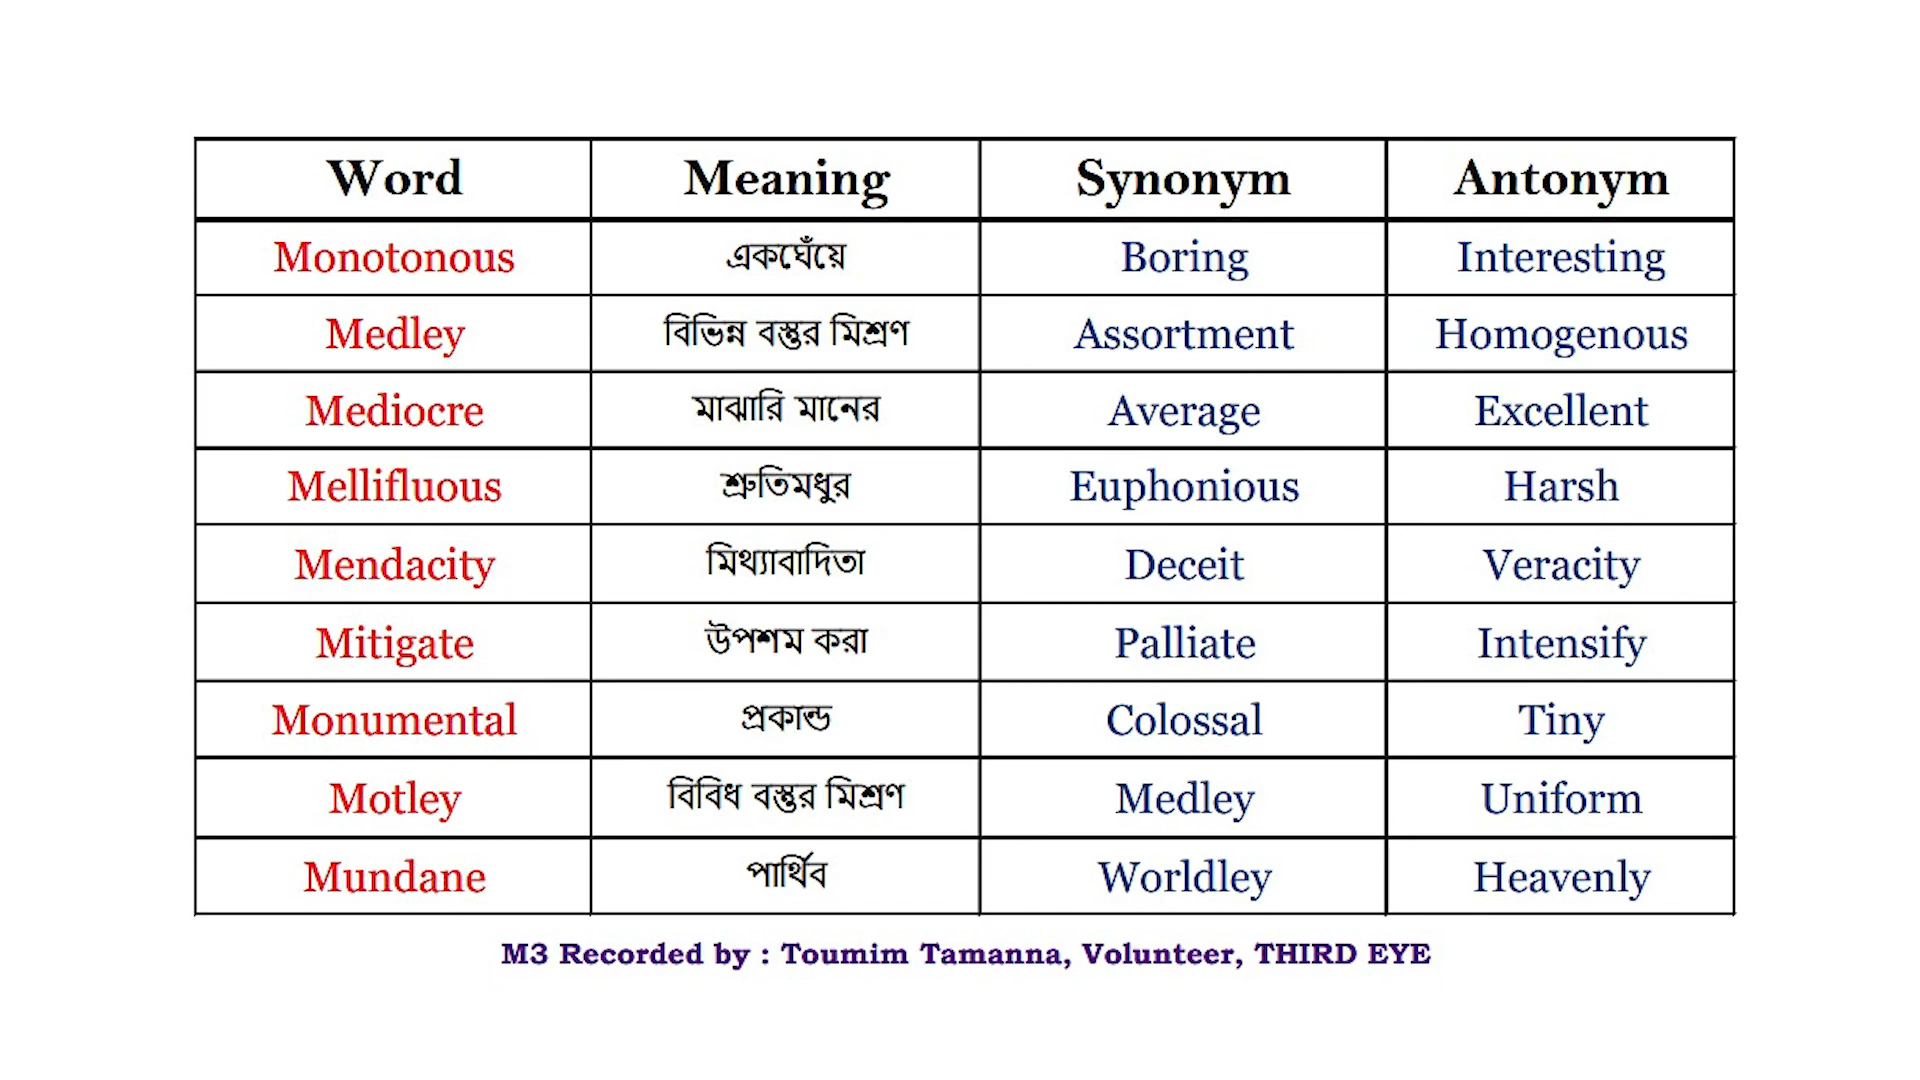 Word Meaning Synonym Antonym
Monotonous একঘেঁয়ে Boring Interesting
Medley বিভিন্ন বস্তুর মিশ্রণ Assortment Homogenous
Mediocre মাঝারি মানের Average Excellent
Mellifluous শ্রুতিমধুর Euphonious Harsh
Mendacity মিথ্যাবাদিতা Deceit Veracity
Mitigate উপশম করা Palliate Intensify
Monumental প্রকান্ড Colossal Tiny
Motley বিবিধ বস্তুর মিশ্রণ Medley Uniform
Mundane পার্থিব Worldley Heavenly
M3 Recorded by : Toumim Tamanna, Volunteer, THIRD EYE